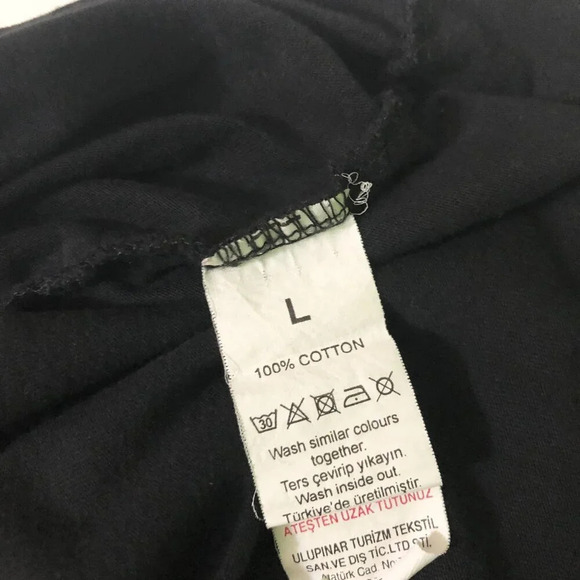 L
100% COTTON
30
Wash similar colours
together.
Ters çevirip yıkayın.
Wash inside out.
Türkiye'de üretilmiştir.
ATEŞTEN UZAK TUTUNUZ
ULUPINAR TURİZM TEKSTİL
SAN.VE DIŞ TİC.LTD ŞTİ.
Cad.